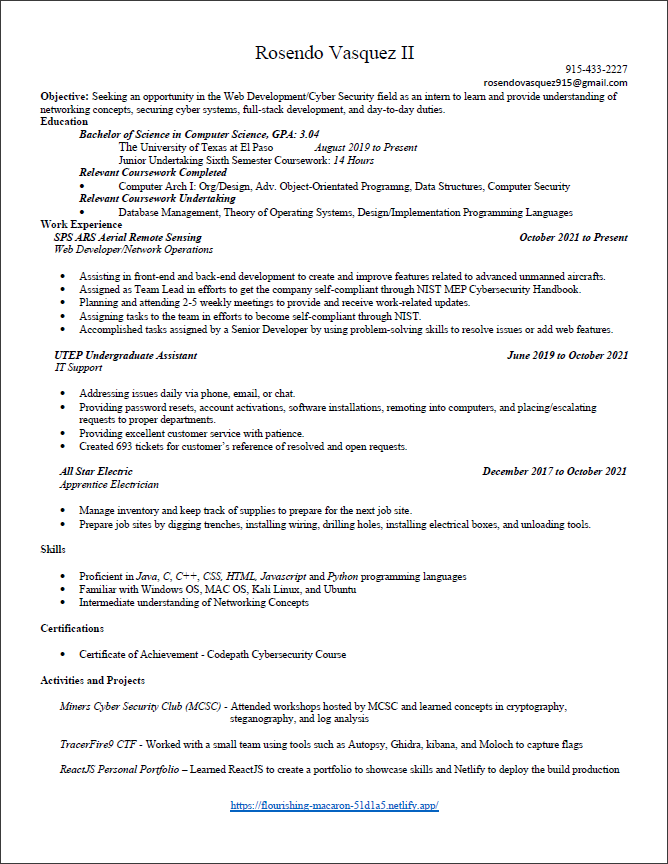 Rosendo Vasquez II
915-433-2227
rosendovasquez915@gmail.com
Objective: Seeking an opportunity in the Web Development/Cyber Security field as an intern to learn and provide understanding of
networking concepts, securing cyber systems, full-stack development, and day-to-day duties.
Education
Bachelor of Science in Computer Science, GPA: 3.04
The University of Texas at El Paso August 2019 to Present
Junior Undertaking Sixth Semester Coursework: 14 Hours
Relevant Coursework Completed
• Computer Arch I: Org/Design, Adv. Object-Orientated Programng, Data Structures, Computer Security
Relevant Coursework Undertaking
• Database Management, Theory of Operating Systems, Design/Implementation Programming Languages
Work Experience
SPS ARS Aerial Remote Sensing October 2021 to Present
Web Developer/Network Operations
• Assisting in front-end and back-end development to create and improve features related to advanced unmanned aircrafts.
• Assigned as Team Lead in efforts to get the company self-compliant through NIST MEP Cybersecurity Handbook.
• Planning and attending 2-5 weekly meetings to provide and receive work-related updates.
• Assigning tasks to the team in efforts to become self-compliant through NIST.
• Accomplished tasks assigned by a Senior Developer by using problem-solving skills to resolve issues or add web features.
UTEP Undergraduate Assistant June 2019 to October 2021
IT Support
• Addressing issues daily via phone, email, or chat.
• Providing password resets, account activations, software installations, remoting into computers, and placing/escalating
requests to proper departments.
• Providing excellent customer service with patience.
• Created 693 tickets for customer's reference of resolved and open requests.
All Star Electric December 2017 to October 2021
Apprentice Electrician
• Manage inventory and keep track of supplies to prepare for the next job site.
• Prepare job sites by digging trenches, installing wiring, drilling holes, installing electrical boxes, and unloading tools.
Skills
• Proficient in Java, C, C++, CSS, HTML, Javascript and Python programming languages
• Familiar with Windows OS, MAC OS, Kali Linux, and Ubuntu
• Intermediate understanding of Networking Concepts
Certifications
• Certificate of Achievement - Codepath Cybersecurity Course
Activities and Projects
Miners Cyber Security Club (MCSC) - Attended workshops hosted by MCSC and learned concepts in cryptography,
steganography, and log analysis
TracerFire9 CTF - Worked with a small team using tools such as Autopsy, Ghidra, kibana, and Moloch to capture flags
ReactJS Personal Portfolio – Learned ReactJS to create a portfolio to showcase skills and Netlify to deploy the build production
https://flourishing-macaron-51d1a5.netlify.app/